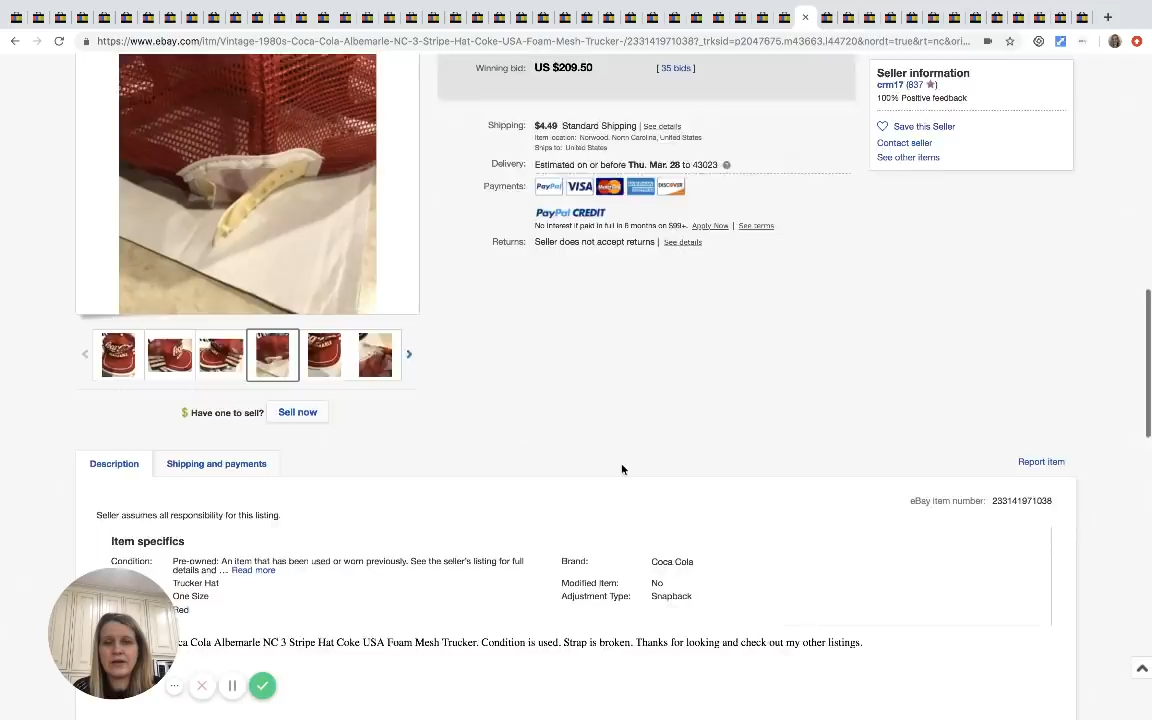 https://www.ebay.com/itm/Vintage-1980s-Coca-Cola-Albemarle-NC-3-Stripe-Hat-Coke-USA-Foam-Mesh-Trucker-/233141971038?_trksid=p2047675.m43663.l44720&nordt=true&rt=nc&ori...
Winning bid: US $209.50 [ 35 bids ]
Seller information
crm17 (837 )
100% Positive feedback
Save this Seller
Contact seller
See other items
Shipping: $4.49 Standard Shipping | See details
Item location: Norwood, North Carolina, United States
Ships to: United States
Delivery: Estimated on or before Thu. Mar. 28 to 43023
Payments: PayPal VISA MasterCard DISCOVER
PayPal CREDIT
No interest if paid in full in 6 months on $99+. Apply Now | See terms
Returns: Seller does not accept returns | See details
Have one to sell? Sell now
Description Shipping and payments Report item
eBay item number: 233141971038
Seller assumes all responsibility for this listing.
Item specifics
Condition: Pre-owned: An item that has been used or worn previously. See the seller's listing for full
details and ... Read more
Brand: Coca Cola
Trucker Hat
Modified Item: No
One Size
Adjustment Type: Snapback
Red
ca Cola Albemarle NC 3 Stripe Hat Coke USA Foam Mesh Trucker. Condition is used. Strap is broken. Thanks for looking and check out my other listings.